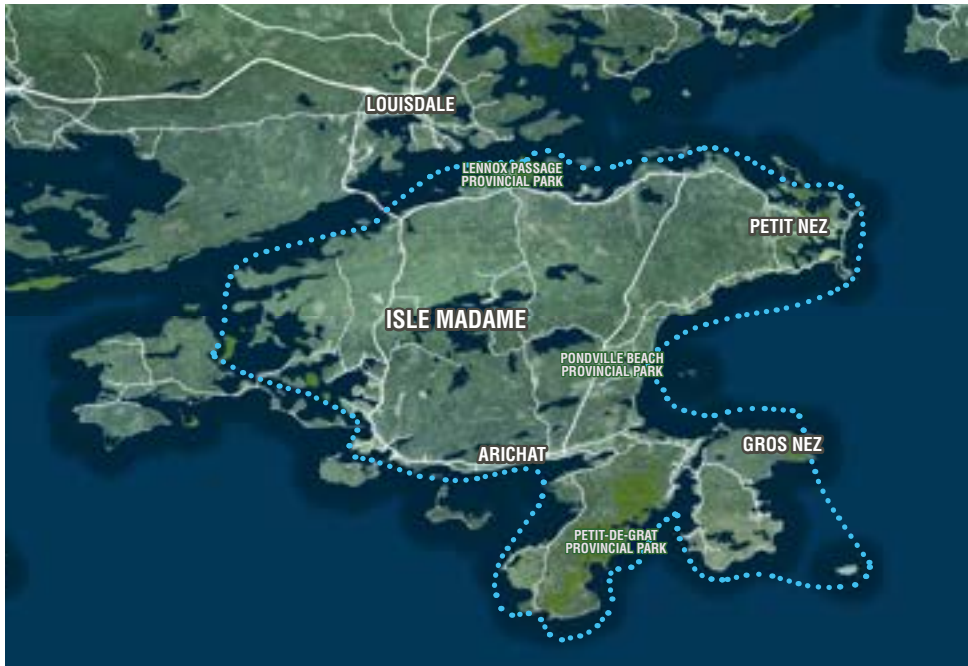 LOUISDALE
LENNOX PASSAGE
PROVINCIAL PARK
PETIT NEZ
ISLE MADAME
PONDVILLE BEACH
PROVINCIAL PARK
GROS NEZ
ARICHAT
PETIT-DE-GRAT
PROVINCIAL PARK